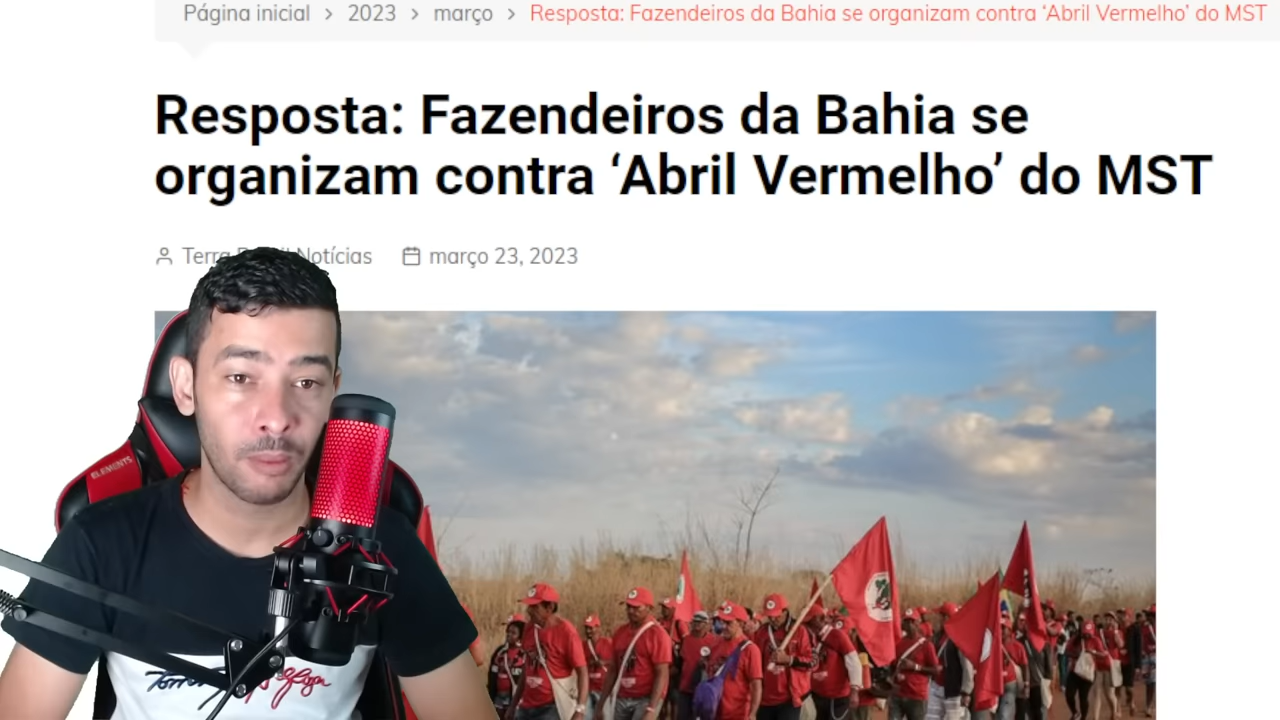 Página inicial > 2023 > março > Resposta: Fazendeiros da Bahia se organizam contra ‘Abril Vermelho’ do MST
Resposta: Fazendeiros da Bahia se
organizam contra ‘Abril Vermelho’ do MST
Terra Notícias março 23, 2023
ELEMENTS